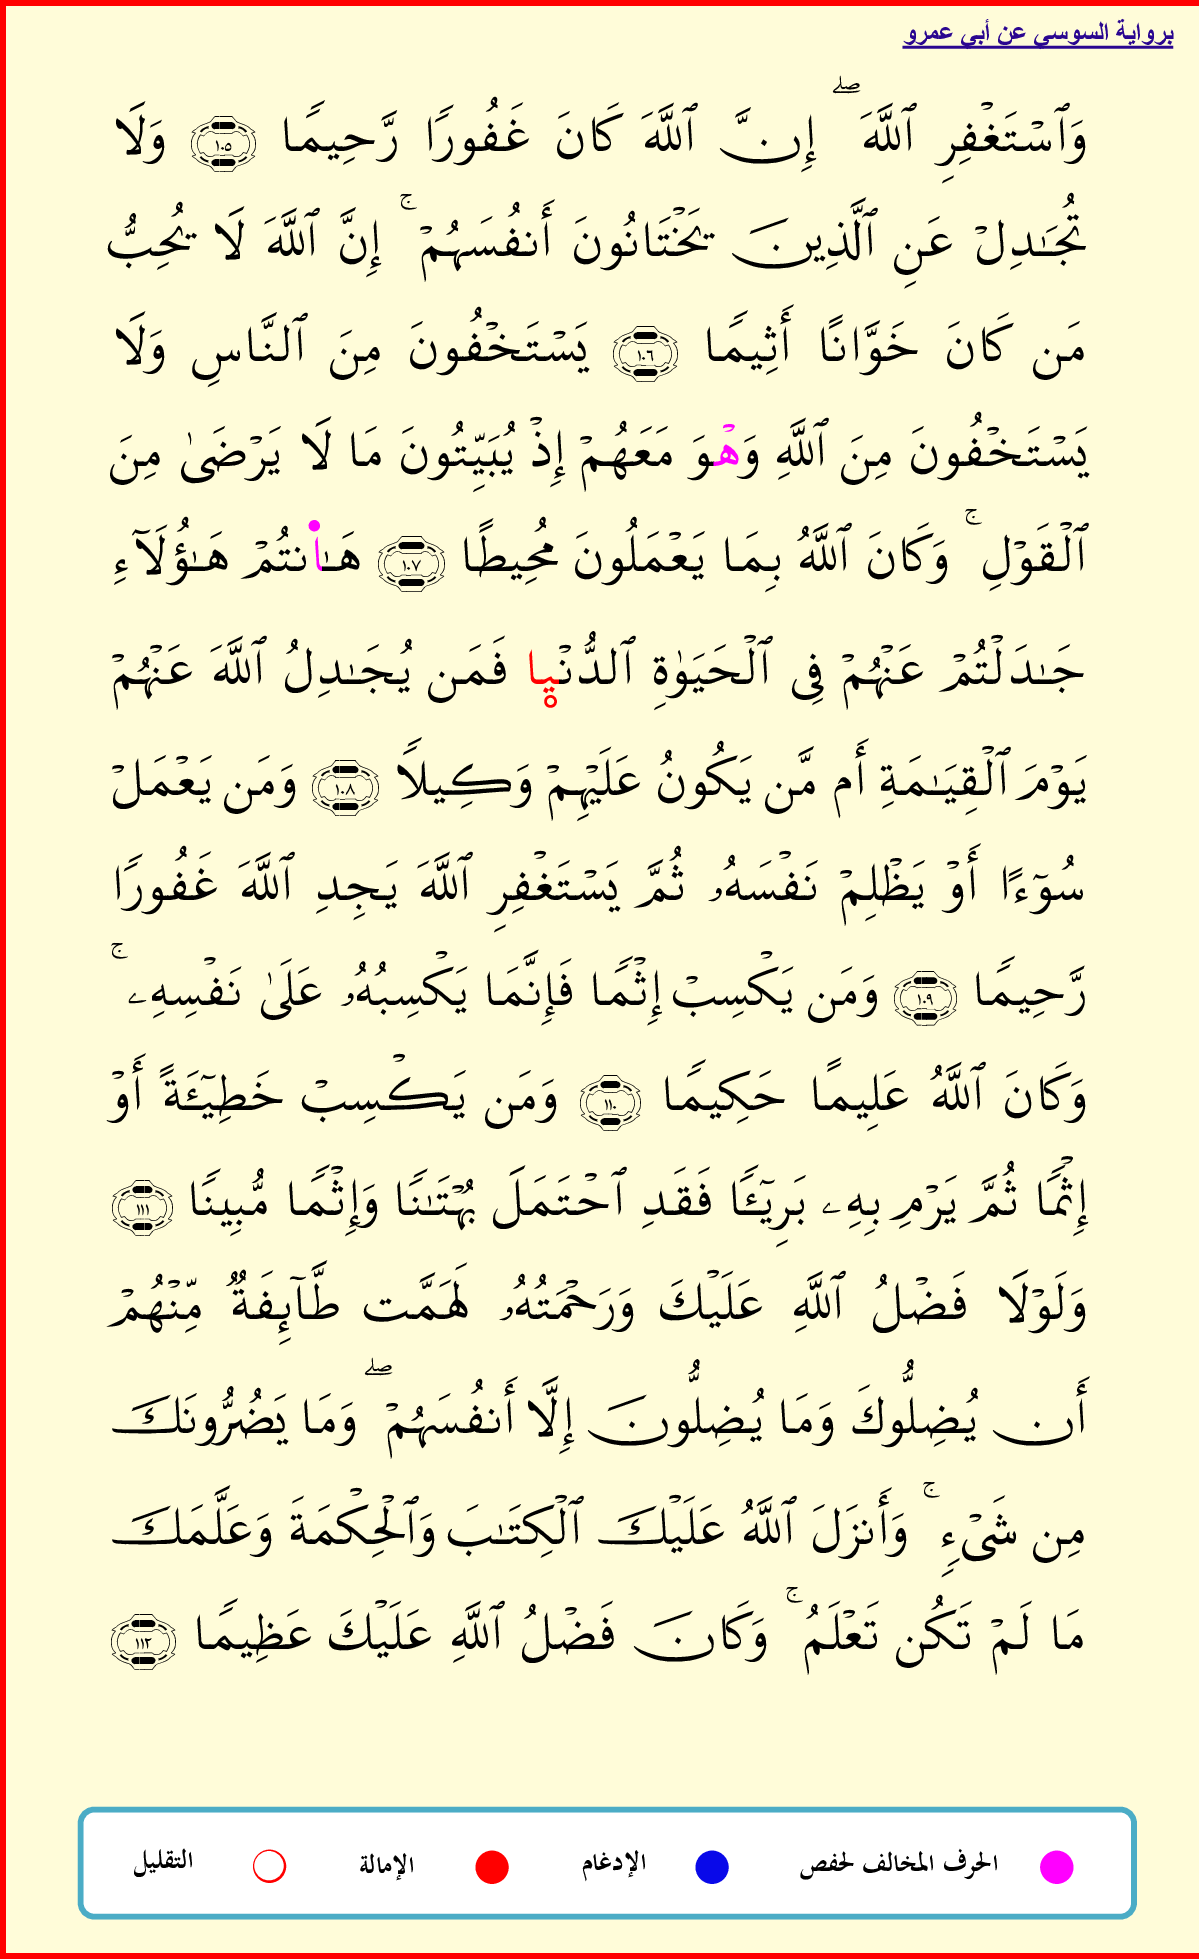 برواية السوسي عن أبي عمرو
وَٱسۡتَغۡفِرِ ٱللَّهَۖ إِنَّ ٱللَّهَ كَانَ غَفُورًا رَّحِيمًا ١٠٥ وَلَا
تُجَٰدِلۡ عَنِ ٱلَّذِينَ يَخۡتَانُونَ أَنفُسَهُمۡۚ إِنَّ ٱللَّهَ لَا يُحِبُّ
مَن كَانَ خَوَّانًا أَثِيمًا ١٠٦ يَسۡتَخۡفُونَ مِنَ ٱلنَّاسِ وَلَا
يَسۡتَخۡفُونَ مِنَ ٱللَّهِ وَهۡوَ مَعَهُمۡ إِذۡ يُبَيِّتُونَ مَا لَا يَرۡضَىٰ مِنَ
ٱلۡقَوۡلِۚ وَكَانَ ٱللَّهُ بِمَا يَعۡمَلُونَ مُحِيطًا ١٠٧ هَٰا۬نتُمۡ هَٰٓؤُلَآءِ
جَٰدَلۡتُمۡ عَنۡهُمۡ فِي ٱلۡحَيَوٰةِ ٱلدُّنۡيۭا فَمَن يُجَٰدِلُ ٱللَّهَ عَنۡهُمۡ
يَوۡمَ ٱلۡقِيَٰمَةِ أَم مَّن يَكُونُ عَلَيۡهِمۡ وَكِيلًا ١٠٨ وَمَن يَعۡمَلۡ
سُوٓءًا أَوۡ يَظۡلِمۡ نَفۡسَهُۥ ثُمَّ يَسۡتَغۡفِرِ ٱللَّهَ يَجِدِ ٱللَّهَ غَفُورًا
رَّحِيمًا ١٠٩ وَمَن يَكۡسِبۡ إِثۡمًا فَإِنَّمَا يَكۡسِبُهُۥ عَلَىٰ نَفۡسِهِۦۚ
وَكَانَ ٱللَّهُ عَلِيمًا حَكِيمًا ١١٠ وَمَن يَكۡسِبۡ خَطِيٓـَٔةً أَوۡ
إِثۡمًا ثُمَّ يَرۡمِ بِهِۦ بَرِيٓـًٔا فَقَدِ ٱحۡتَمَلَ بُهۡتَٰنًا وَإِثۡمًا مُّبِينًا ١١١
وَلَوۡلَا فَضۡلُ ٱللَّهِ عَلَيۡكَ وَرَحۡمَتُهُۥ لَهَمَّت طَّآئِفَةٌ مِّنۡهُمۡ
أَن يُضِلُّوكَ وَمَا يُضِلُّونَ إِلَّا أَنفُسَهُمۡۖ وَمَا يَضُرُّونَكَ
مِن شَيۡءٍۚ وَأَنزَلَ ٱللَّهُ عَلَيۡكَ ٱلۡكِتَٰبَ وَٱلۡحِكۡمَةَ وَعَلَّمَكَ
مَا لَمۡ تَكُن تَعۡلَمُۚ وَكَانَ فَضۡلُ ٱللَّهِ عَلَيۡكَ عَظِيمًا ١١٢
الحرف المخالف لحفص الإدغام الإمالة التقليل